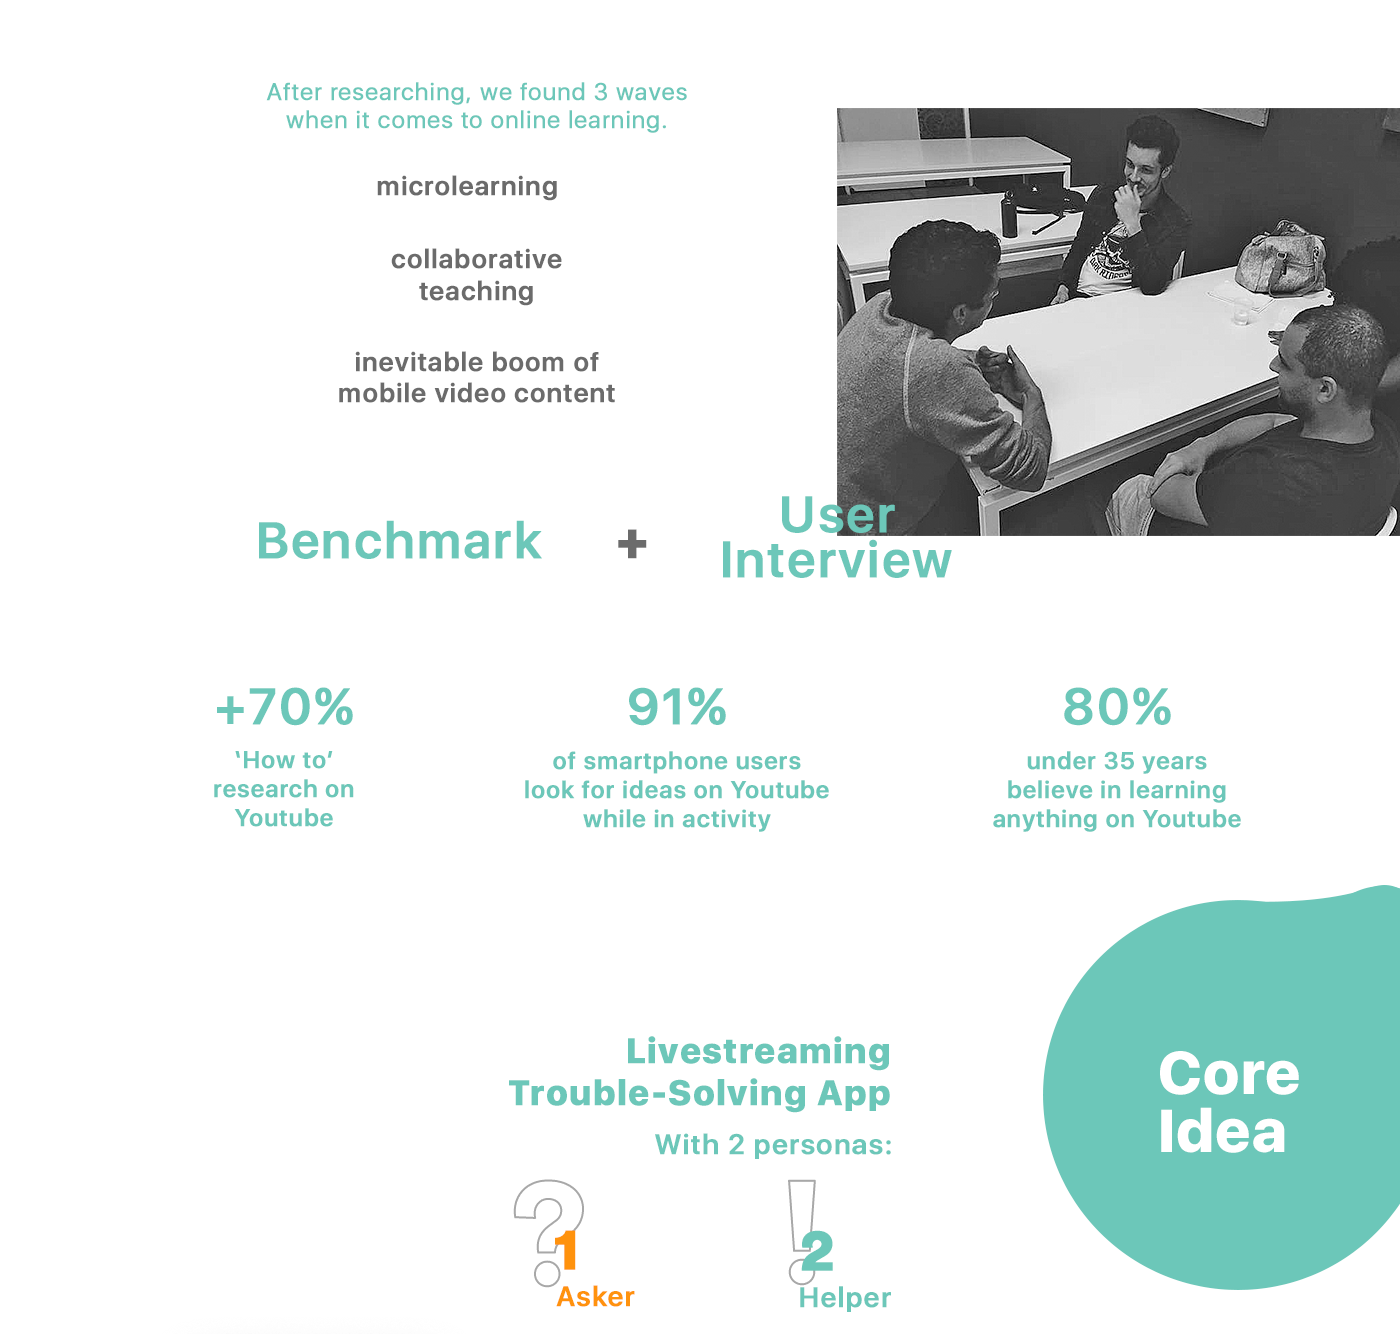 After researching, we found 3 waves
when it comes to online learning.
microlearning
collaborative
teaching
inevitable boom of
mobile video content
Benchmark
+
User
Interview
+70%
‘How to’
research on
Youtube
91%
of smartphone users
look for ideas on Youtube
while in activity
80%
under 35 years
believe in learning
anything on Youtube
Core
Idea
Livestreaming
Trouble-Solving App
With 2 personas:
?
1
Asker
!
2
Helper